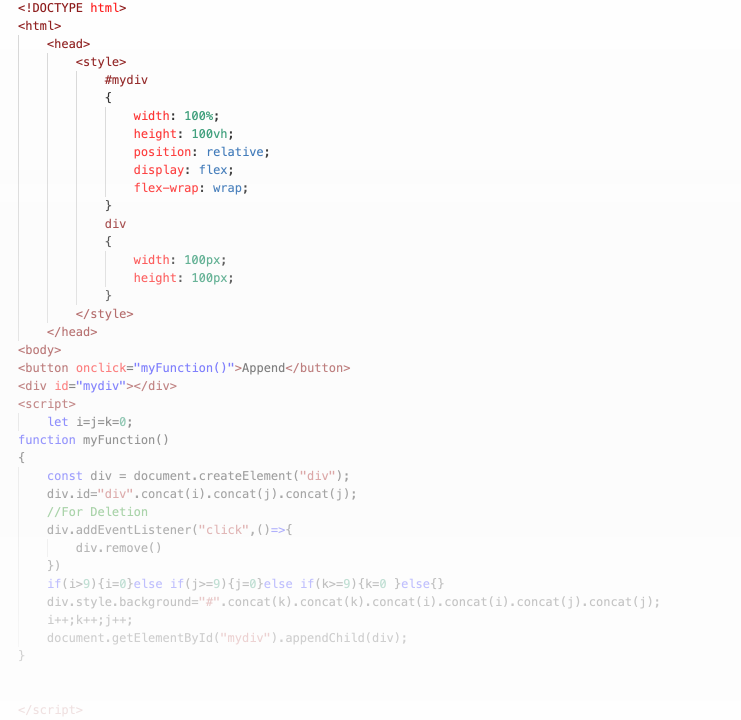 <!DOCTYPE html>
<html>
    <head>
        <style>
            #mydiv
            {
                width: 100%;
                height: 100vh;
                position: relative;
                display: flex;
                flex-wrap: wrap;
            }
            div
            {
                width: 100px;
                height: 100px;
            }
        </style>
    </head>
<body>
<button onclick="myFunction()">Append</button>
<div id="mydiv"></div>
<script>
    let i=j=k=0;
function myFunction()
{
    const div = document.createElement("div");
    div.id="div".concat(i).concat(j).concat(j);
    //For Deletion
    div.addEventListener("click",()=>{
        div.remove()
    })
    if(i>9){i=0}else if(j>=9){j=0}else if(k>=9){k=0 }else{}
    div.style.background="#".concat(k).concat(k).concat(i).concat(i).concat(j).concat(j);
    i++;k++;j++;
    document.getElementById("mydiv").appendChild(div);
}
</script>